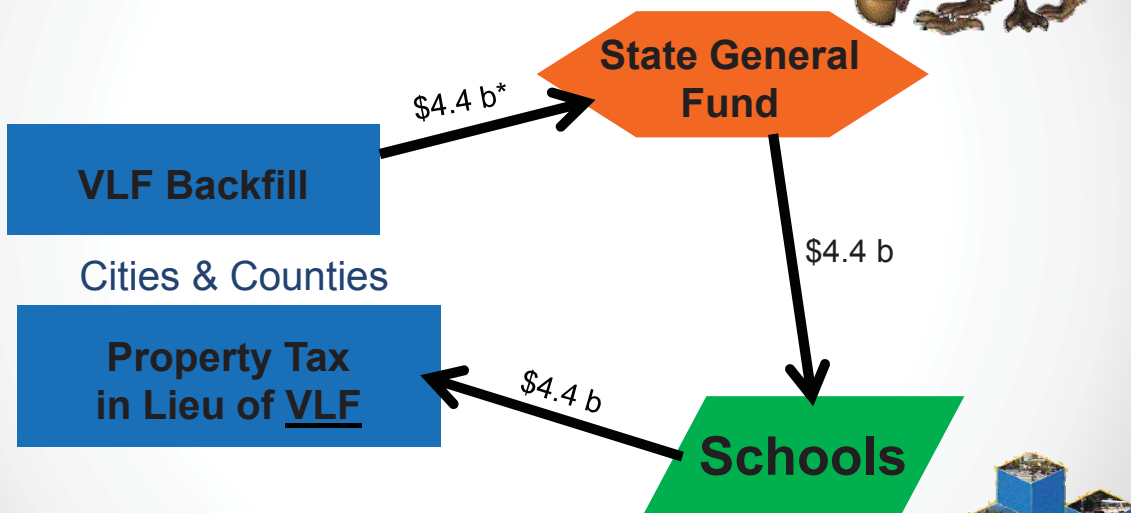 State General
Fund
$4.4 b*
VLF Backfill
$4.4 b
Cities & Counties
Property Tax
in Lieu of VLF
$4.4 b
Schools